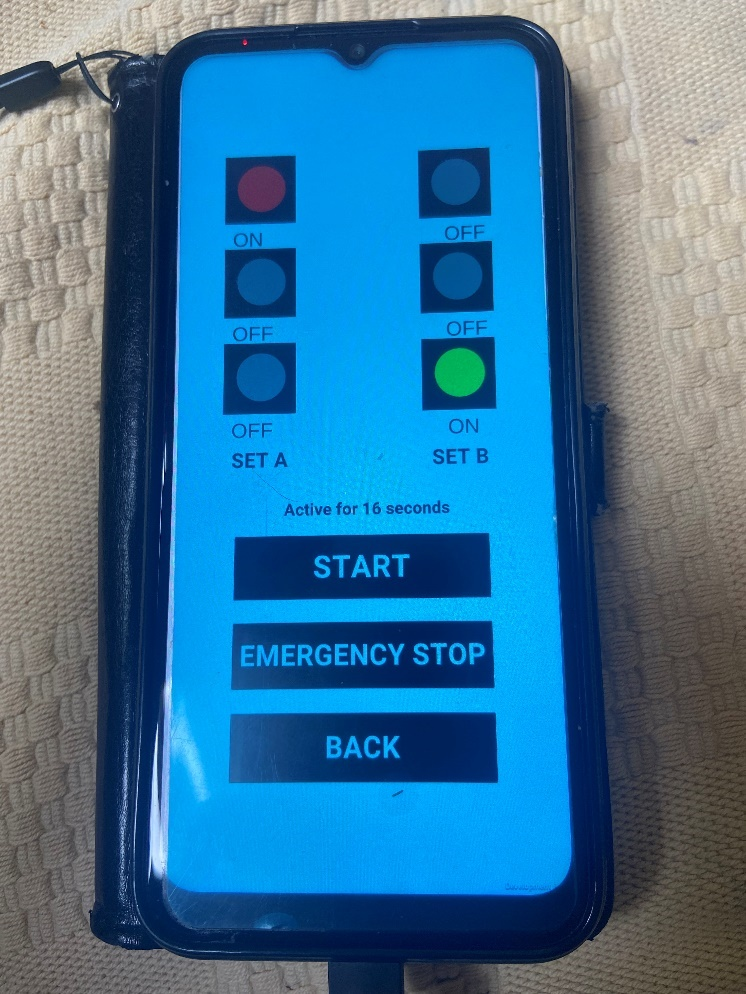 ON OFF
OFF OFF
OFF ON
SET A SET B
Active for 16 seconds
START
EMERGENCY STOP
BACK